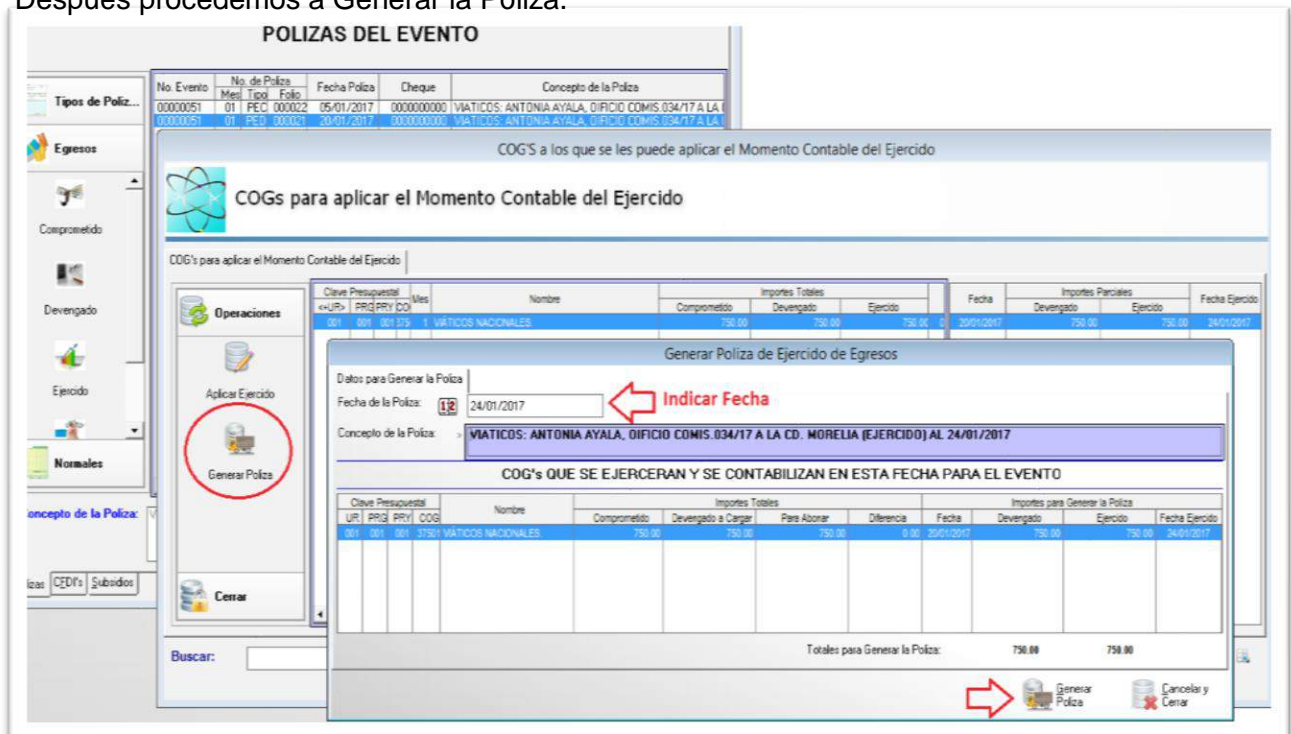 Después procedemos a Generar la Póliza.
POLIZAS DEL EVENTO
No. Evento No. de Poliza Fecha Poliza Cheque Concepto de la Poliza
Mes Tipo Folio
00000051 01 PEC 000022 05/01/2017 0000000000 VIATICOS: ANTONIA AYALA, OIFICIO COMIS.034/17 A LA
00000051 01 PED 000021 20/01/2017 0000000000 VIATICOS: ANTONIA AYALA, OIFICIO COMIS.034/17 A LA
Tipos de Poliz...
Egresos
Comprometido
Devengado
Ejercido
Normales
oncepto de la Poliza:
izas CFDI's Subsidios
COG'S a los que se les puede aplicar el Momento Contable del Ejercido
COGs para aplicar el Momento Contable del Ejercido
COG's para aplicar el Momento Contable del Ejercido
Operaciones
Aplicar Ejercido
Generar Poliza
Cerrar
Buscar:
Clave Presupuestal Mes Nombre Importes Totales Fecha Importes Parciales Fecha Ejercido
<+UR> PRG PRY CO Comprometido Devengado Ejercido Devengado Ejercido
001 001 001 375 1 VIÁTICOS NACIONALES 750.00 750.00 750.00 0 20/01/2017 750.00 750.00 24/01/2017
Generar Poliza de Ejercido de Egresos
Datos para Generar la Poliza
Fecha de la Poliza: 12 24/01/2017 Indicar Fecha
Concepto de la Poliza: » VIATICOS: ANTONIA AYALA, OIFICIO COMIS.034/17 A LA CD. MORELIA (EJERCIDO) AL 24/01/2017
COG's QUE SE EJERCERAN Y SE CONTABILIZAN EN ESTA FECHA PARA EL EVENTO
Clave Presupuestal Nombre Importes Totales Importes para Generar la Poliza
UR PRG PRY COG Comprometido Devengado a Cargar Para Abonar Diferencia Fecha Devengado Ejercido Fecha Ejercido
001 001 001 37501 VIÁTICOS NACIONALES 750.00 750.00 750.00 0.00 20/01/2017 750.00 750.00 24/01/2017
Totales para Generar la Poliza: 750.00 750.00
Generar Poliza
Cancelar y Cerrar